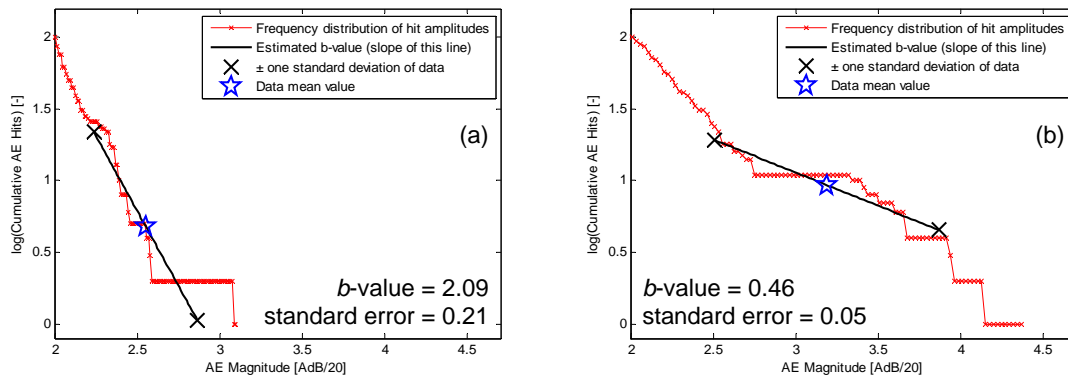 Frequency distribution of hit amplitudes
Estimated b-value (slope of this line)
± one standard deviation of data
Data mean value
(a)
2
1.5
1
0.5
0
log(Cumulative AE Hits) [-]
b-value = 2.09
standard error = 0.21
2 2.5 3 3.5 4 4.5
AE Magnitude [AdB/20]
Frequency distribution of hit amplitudes
Estimated b-value (slope of this line)
± one standard deviation of data
Data mean value
(b)
2
1.5
1
0.5
0
log(Cumulative AE Hits) [-]
b-value = 0.46
standard error = 0.05
2 2.5 3 3.5 4 4.5
AE Magnitude [AdB/20]